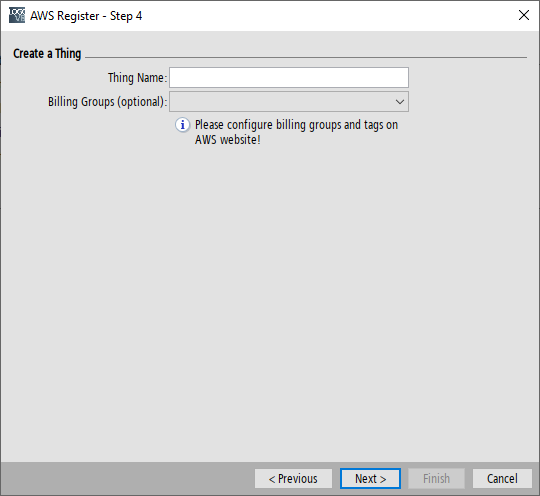 AWS Register - Step 4
Create a Thing
Thing Name:
Billing Groups (optional):
Please configure billing groups and tags on
AWS website!
< Previous
Next >
Finish
Cancel